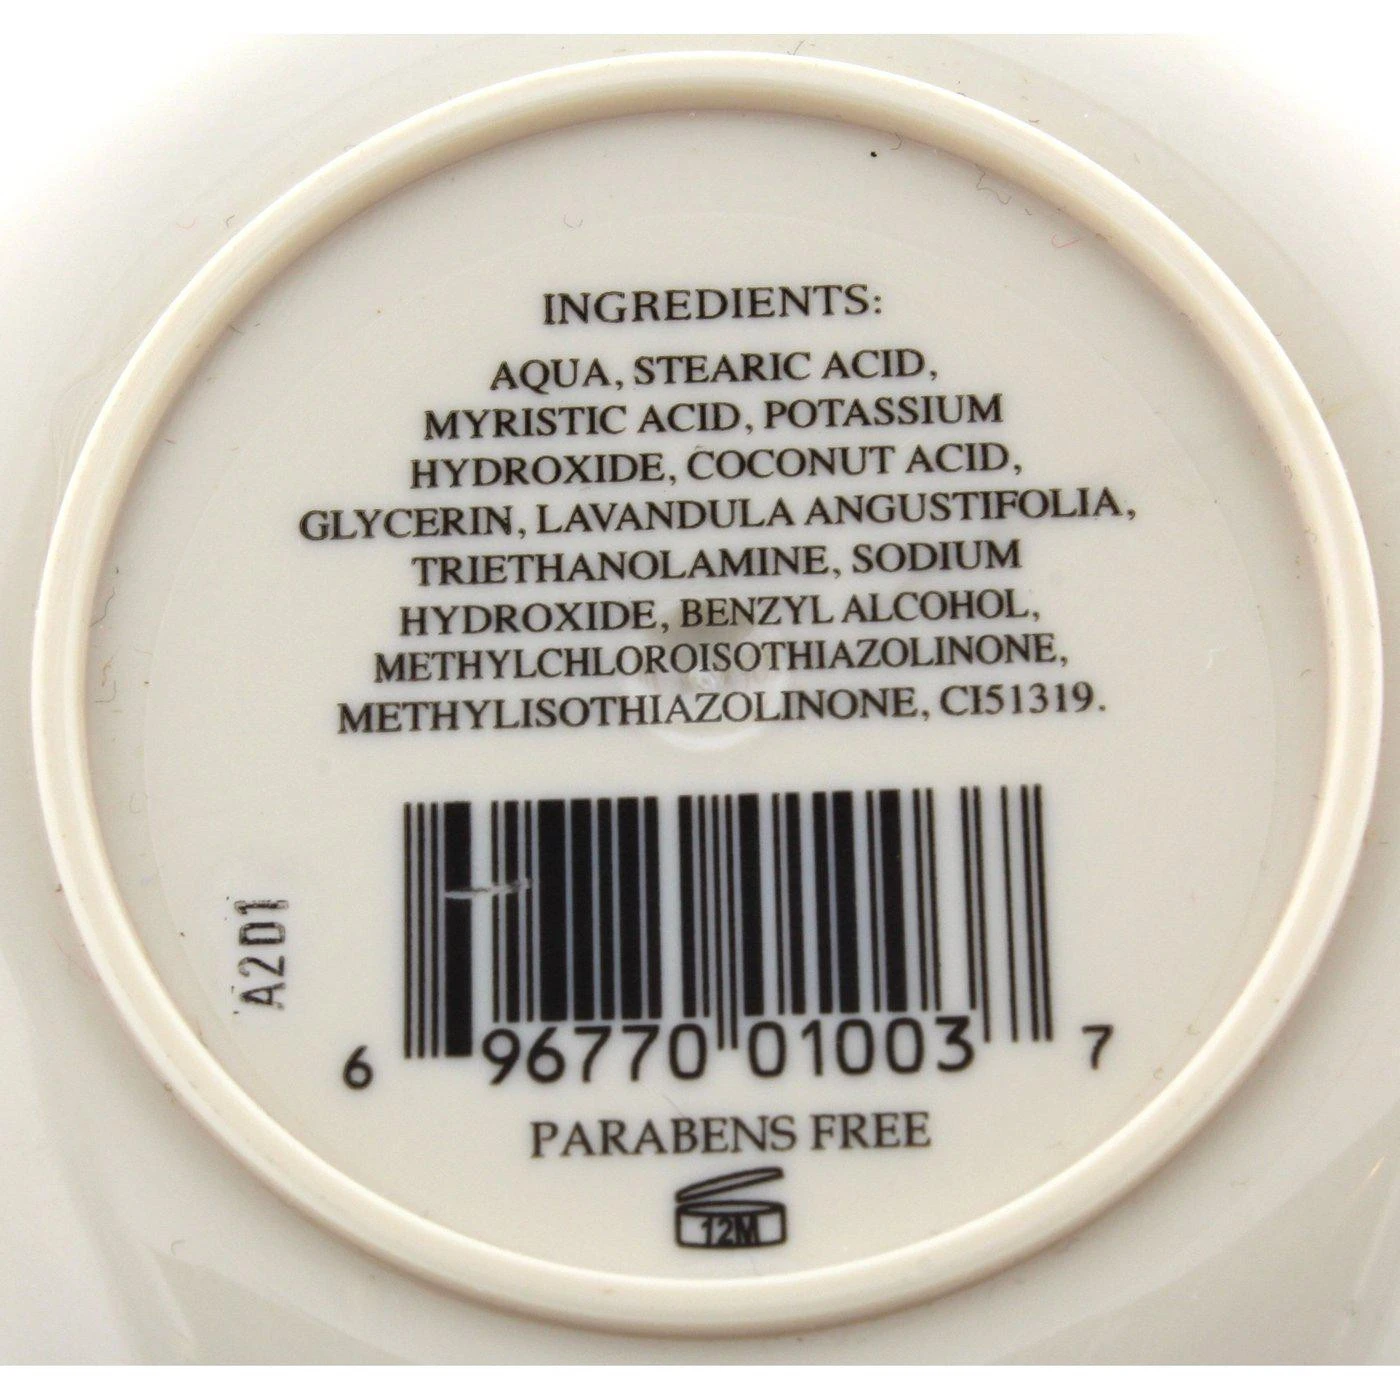 INGREDIENTS:
AQUA, STEARIC ACID,
MYRISTIC ACID, POTASSIUM
HYDROXIDE, COCONUT ACID,
GLYCERIN, LAVANDULA ANGUSTIFOLIA,
TRIETHANOLAMINE, SODIUM
HYDROXIDE, BENZYL ALCOHOL,
METHYLCHLOROISOTHIAZOLINONE,
METHYLISOTHIAZOLINONE, CI51319.
A2D1
6 96770 01003 7
PARABENS FREE
12M